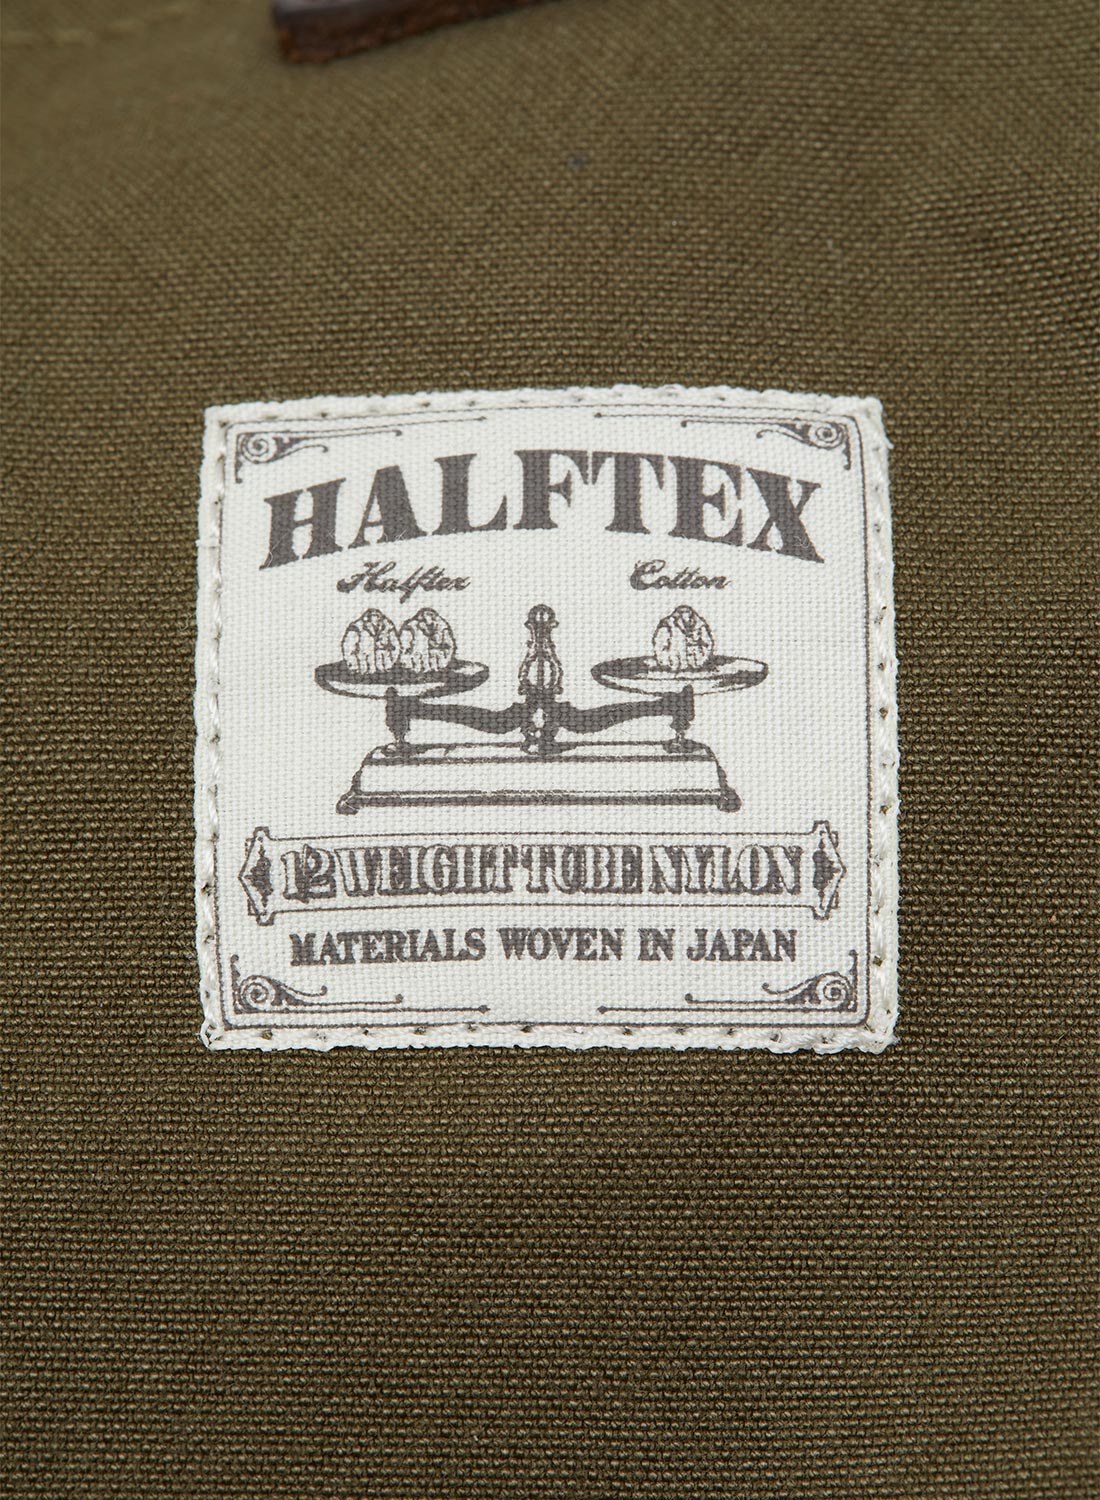 HALFTEX
Halftex Cotton
1/2 WEIGHT TUBE NYLON
MATERIALS WOVEN IN JAPAN